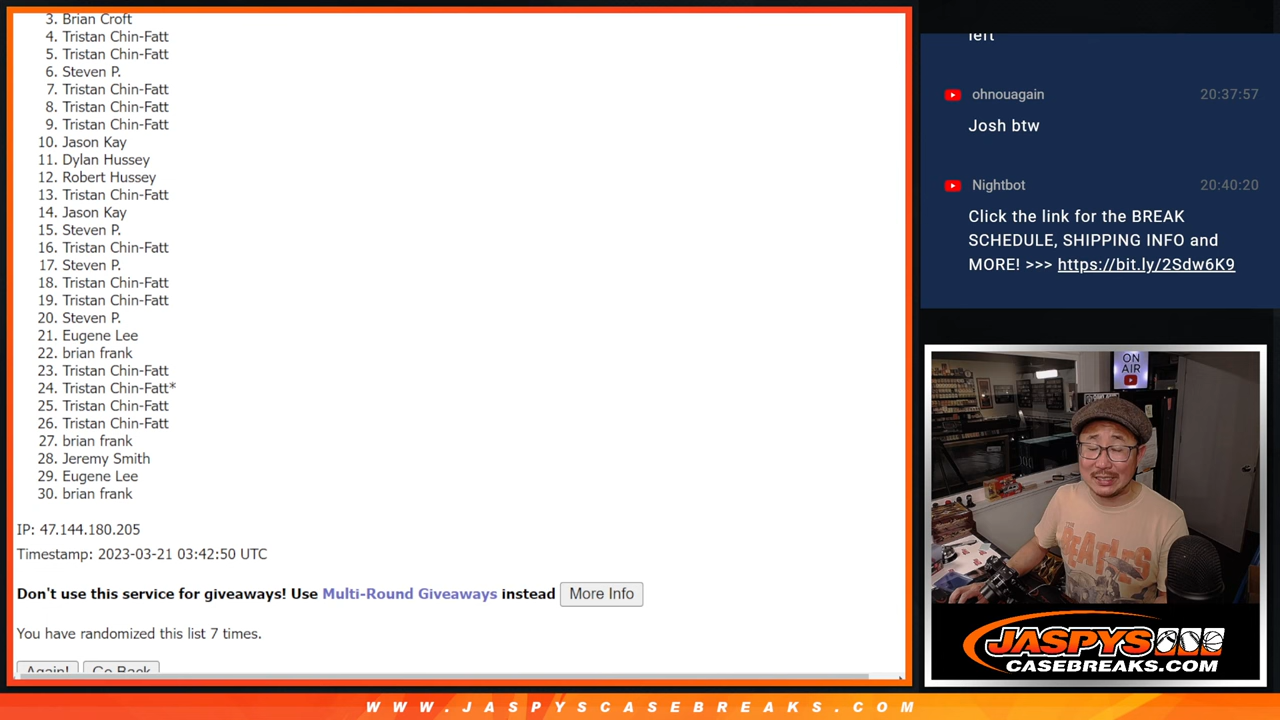 3. Brian Croft
4. Tristan Chin-Fatt
5. Tristan Chin-Fatt
6. Steven P.
7. Tristan Chin-Fatt
8. Tristan Chin-Fatt
9. Tristan Chin-Fatt
10. Jason Kay
11. Dylan Hussey
12. Robert Hussey
13. Tristan Chin-Fatt
14. Jason Kay
15. Steven P.
16. Tristan Chin-Fatt
17. Steven P.
18. Tristan Chin-Fatt
19. Tristan Chin-Fatt
20. Steven P.
21. Eugene Lee
22. brian frank
23. Tristan Chin-Fatt
24. Tristan Chin-Fatt*
25. Tristan Chin-Fatt
26. Tristan Chin-Fatt
27. brian frank
28. Jeremy Smith
29. Eugene Lee
30. brian frank
IP: 47.144.180.205
Timestamp: 2023-03-21 03:42:50 UTC
Don't use this service for giveaways! Use Multi-Round Giveaways instead More Info
You have randomized this list 7 times.
Again! Go Back
left
ohnouagain 20:37:57
Josh btw
Nightbot 20:40:20
Click the link for the BREAK
SCHEDULE, SHIPPING INFO and
MORE! >>> https://bit.ly/2Sdw6K9
ON
AIR
BEATLES
JASPYS
CASEBREAKS.COM
WWW.JASPYSCASEBREAKS.COM